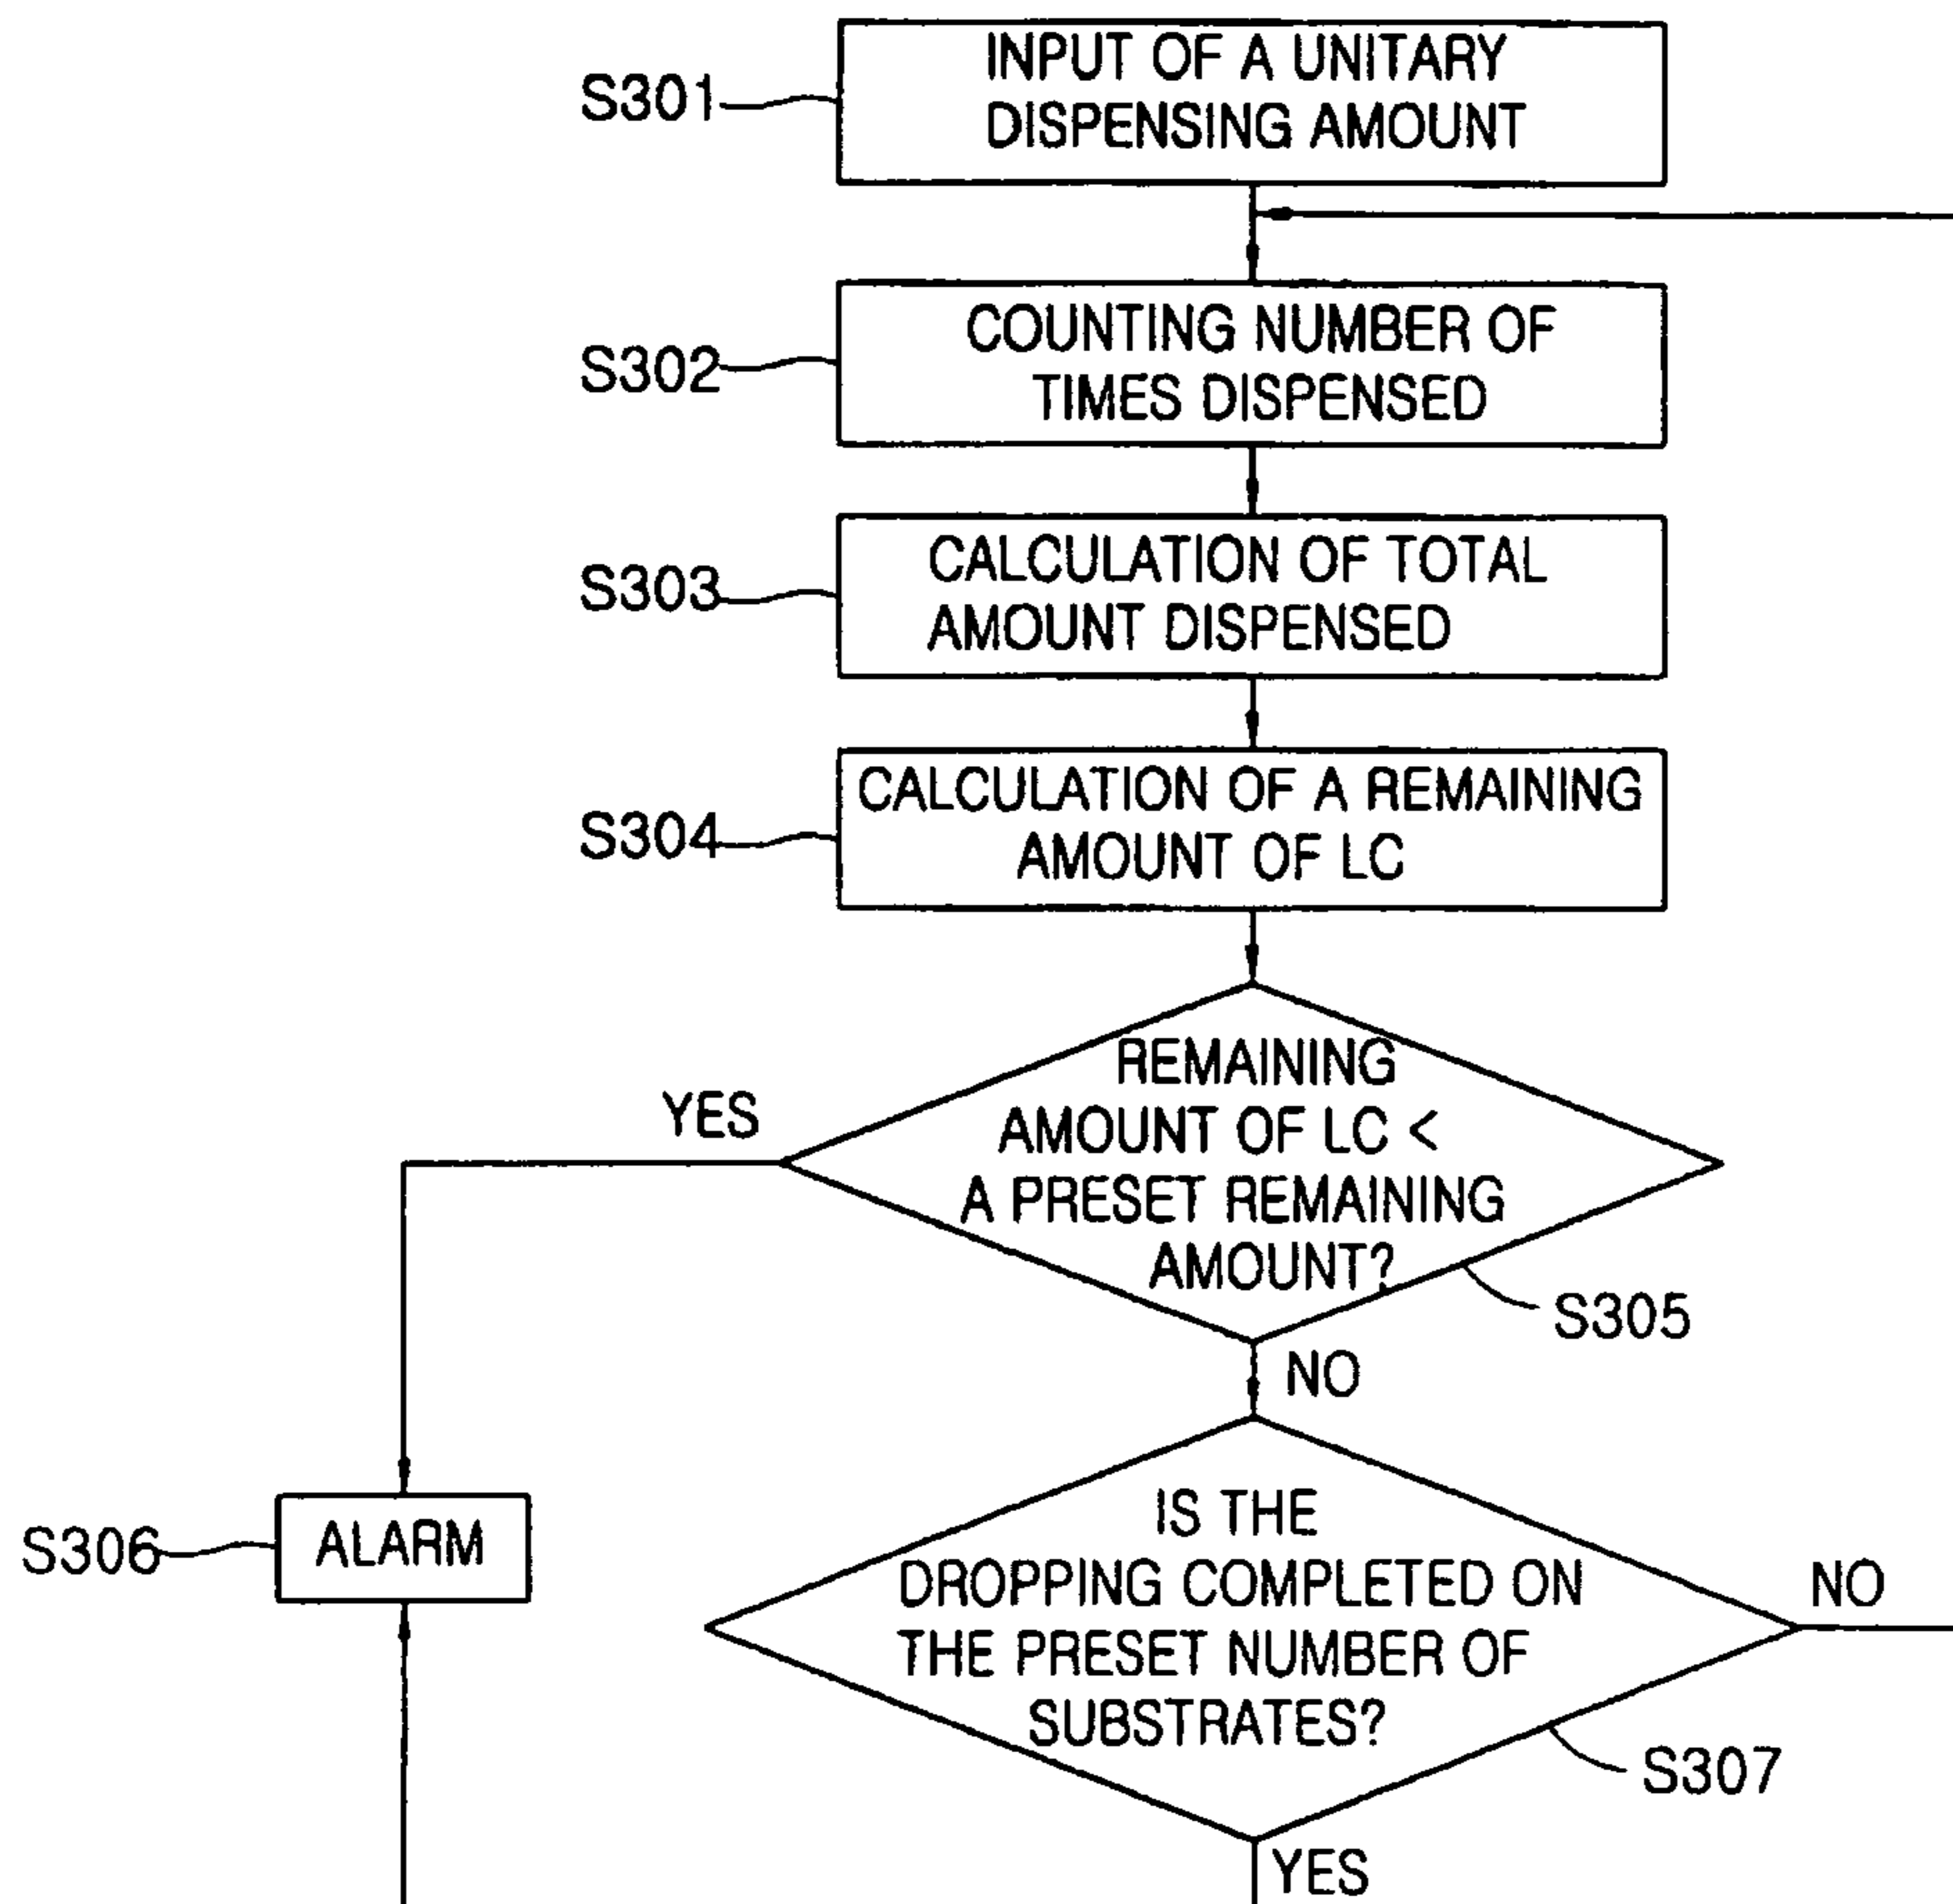 S301
INPUT OF A UNITARY
DISPENSING AMOUNT
S302
COUNTING NUMBER OF
TIMES DISPENSED
S303
CALCULATION OF TOTAL
AMOUNT DISPENSED
S304
CALCULATION OF A REMAINING
AMOUNT OF LC
YES
REMAINING
AMOUNT OF LC <
A PRESET REMAINING
AMOUNT?
S305
NO
S306
ALARM
IS THE
DROPPING COMPLETED ON
THE PRESET NUMBER OF
SUBSTRATES?
NO
S307
YES